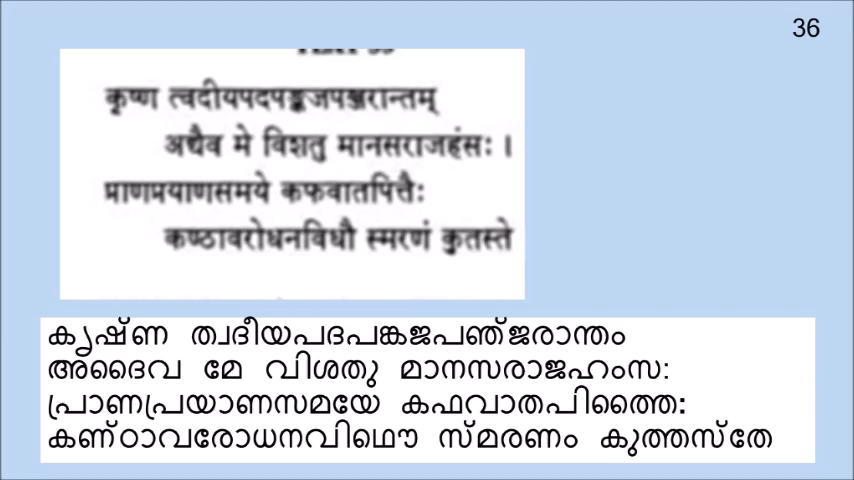 36
कृष्ण त्वदीयपदपङ्कजपञ्जरान्तम्
अद्यैव मे विशतु मानसराजहंसः ।
प्राणप्रयाणसमये कफवातपित्तैः
कण्ठावरोधनविधौ स्मरणं कुतस्ते
കൃഷ്ണ ത്വദീയപദപങ്കജപഞ്ജരാന്തം
അദൈവ മേ വിശതു മാനസരാജഹംസ:
പ്രാണപ്രയാണസമയേ കഫവാതപിത്തൈ:
കണ്ഠാവരോധനവിഥൌ സ്മരണം കുത്തസ്തേ